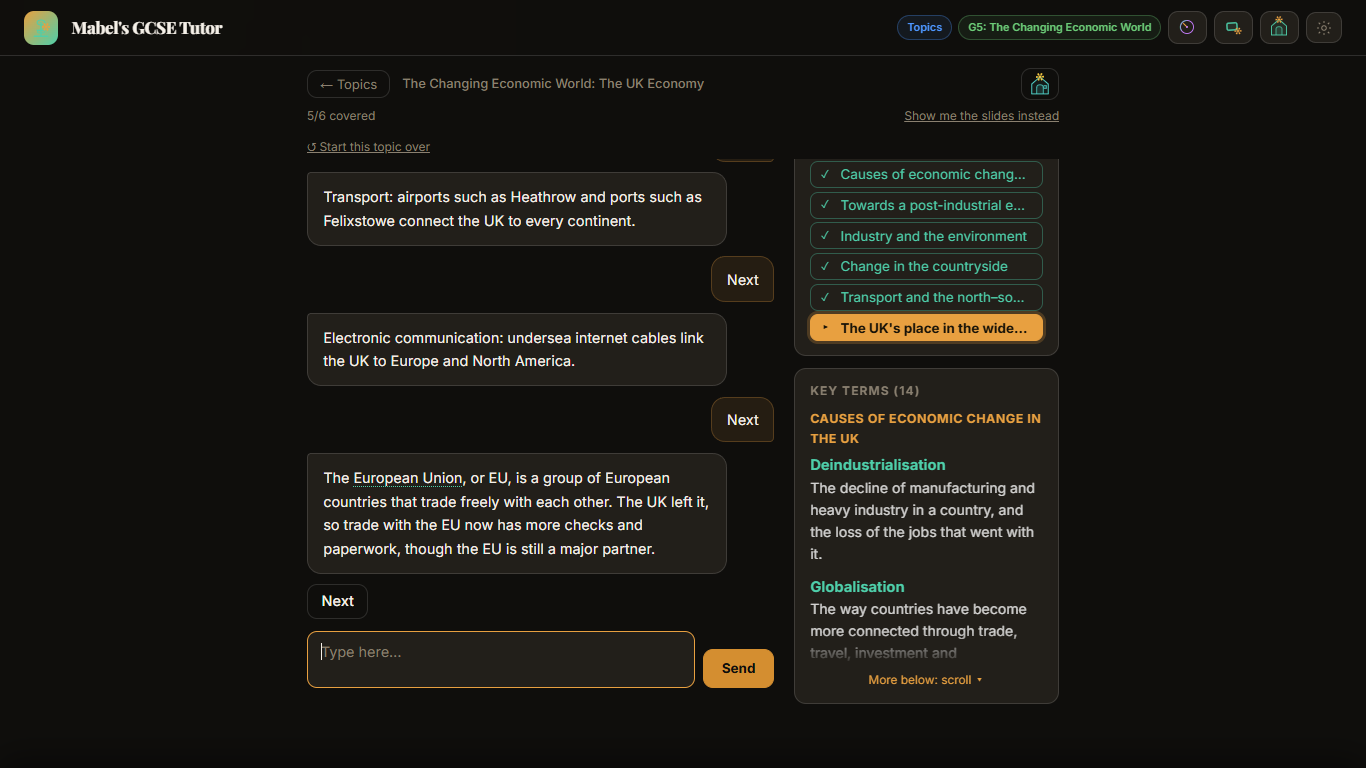 Mabel's GCSE Tutor
Topics
G5: The Changing Economic World
← Topics
The Changing Economic World: The UK Economy
5/6 covered
Show me the slides instead
↺ Start this topic over
Transport: airports such as Heathrow and ports such as
Felixstowe connect the UK to every continent.
Next
Electronic communication: undersea internet cables link
the UK to Europe and North America.
Next
The European Union, or EU, is a group of European
countries that trade freely with each other. The UK left it,
so trade with the EU now has more checks and
paperwork, though the EU is still a major partner.
Next
Type here...
Send
✓ Causes of economic chang...
✓ Towards a post-industrial e...
✓ Industry and the environment
✓ Change in the countryside
✓ Transport and the north–so...
▸ The UK's place in the wide...
KEY TERMS (14)
CAUSES OF ECONOMIC CHANGE IN
THE UK
Deindustrialisation
The decline of manufacturing and
heavy industry in a country, and
the loss of the jobs that went with
it.
Globalisation
The way countries have become
more connected through trade,
travel, investment and
More below: scroll ▾